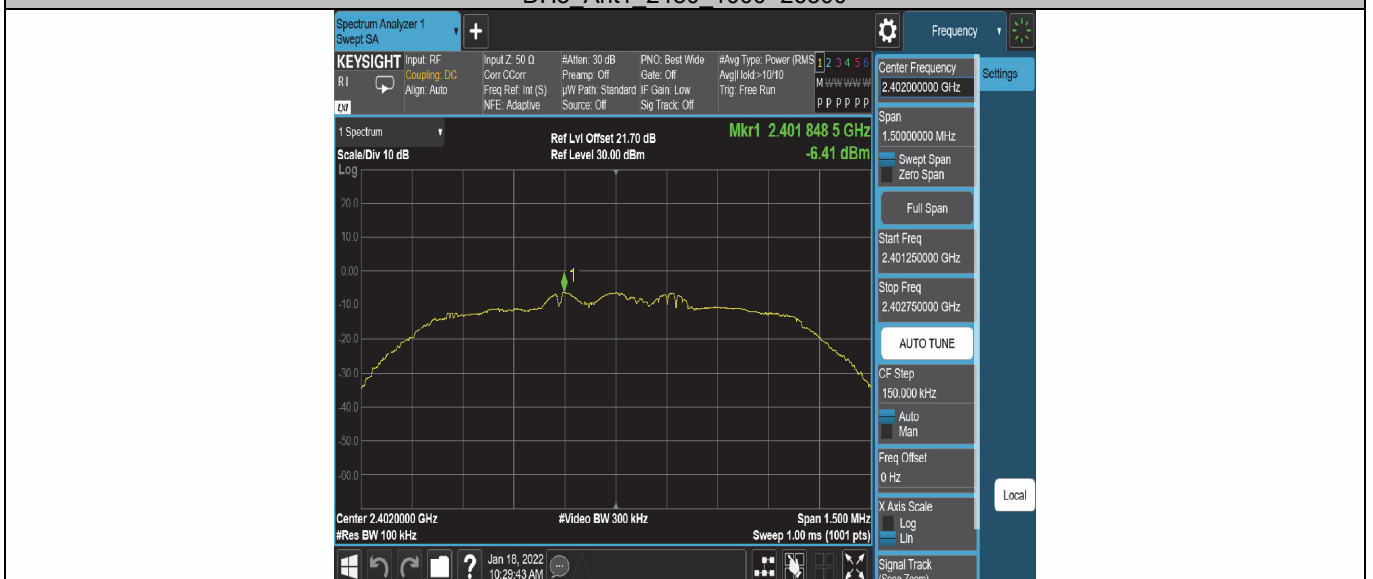 Spectrum Analyzer 1
Swept SA
+
Frequency
KEYSIGHT
Input: RF
Coupling: DC
Align: Auto
Input Z: 50 Ω
Corr CCorr
Freq Ref: Int (S)
NFE: Adaptive
#Atten: 30 dB
Preamp: Off
µW Path: Standard
Source: Off
PNO: Best Wide
Gate: Off
IF Gain: Low
Sig Track: Off
#Avg Type: Power (RMS
Trig: Free Run
1 2 3 4 5 6
M W W W W W
P P P P P P
LXI
1 Spectrum
Scale/Div 10 dB
Log
Ref Lvl Offset 21.70 dB
Ref Level 30.00 dBm
Mkr1 2.401 848 5 GHz
-6.41 dBm
20.0
10.0
0.00
-10.0
-20.0
-30.0
-40.0
-50.0
-60.0
1
Center 2.4020000 GHz
#Res BW 100 kHz
#Video BW 300 kHz
Span 1.500 MHz
Sweep 1.00 ms (1001 pts)
Jan 18, 2022
10:29:43 AM
Center Frequency
2.402000000 GHz
Settings
Span
1.50000000 MHz
Swept Span
Zero Span
Full Span
Start Freq
2.401250000 GHz
Stop Freq
2.402750000 GHz
AUTO TUNE
CF Step
150.000 kHz
Auto
Man
Freq Offset
0 Hz
X Axis Scale
Log
Lin
Local
Signal Track
(Span Zoom)